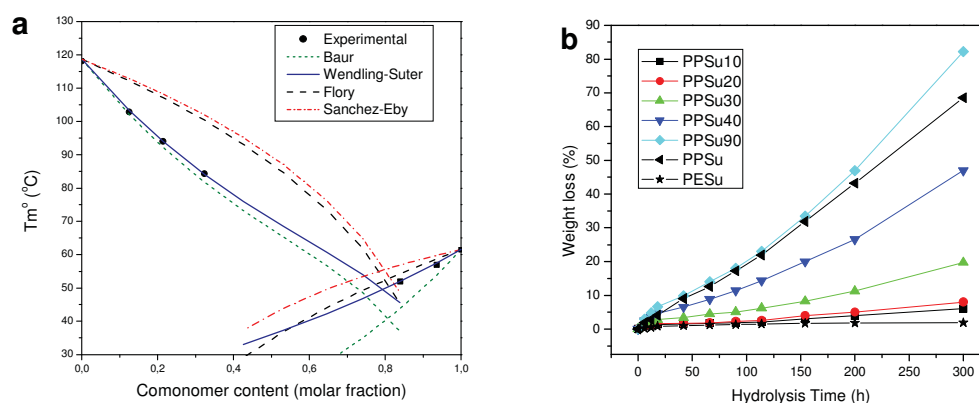 a
130
120
110
100
90
80
70
60
50
40
30
Tm° (°C)
0,0
0,2
0,4
0,6
0,8
1,0
Comonomer content (molar fraction)
Experimental
Baur
Wendling-Suter
Flory
Sanchez-Eby
b
90
80
70
60
50
40
30
20
10
0
Weight loss (%)
0
50
100
150
200
250
300
Hydrolysis Time (h)
PPSu10
PPSu20
PPSu30
PPSu40
PPSu90
PPSu
PESu